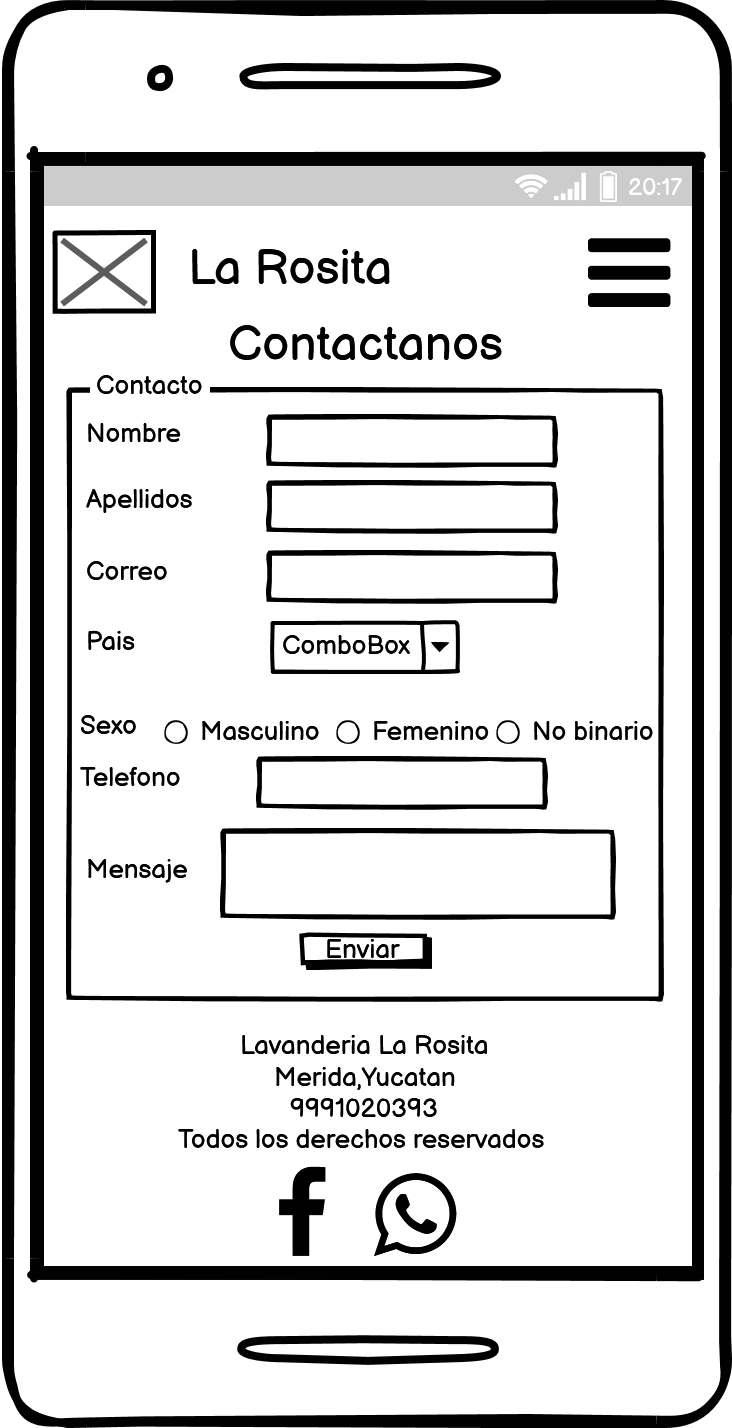 20:17
La Rosita
Contactanos
Contacto
Nombre
Apellidos
Correo
Pais ComboBox
Sexo Masculino Femenino No binario
Telefono
Mensaje
Enviar
Lavanderia La Rosita
Merida,Yucatan
9991020393
Todos los derechos reservados